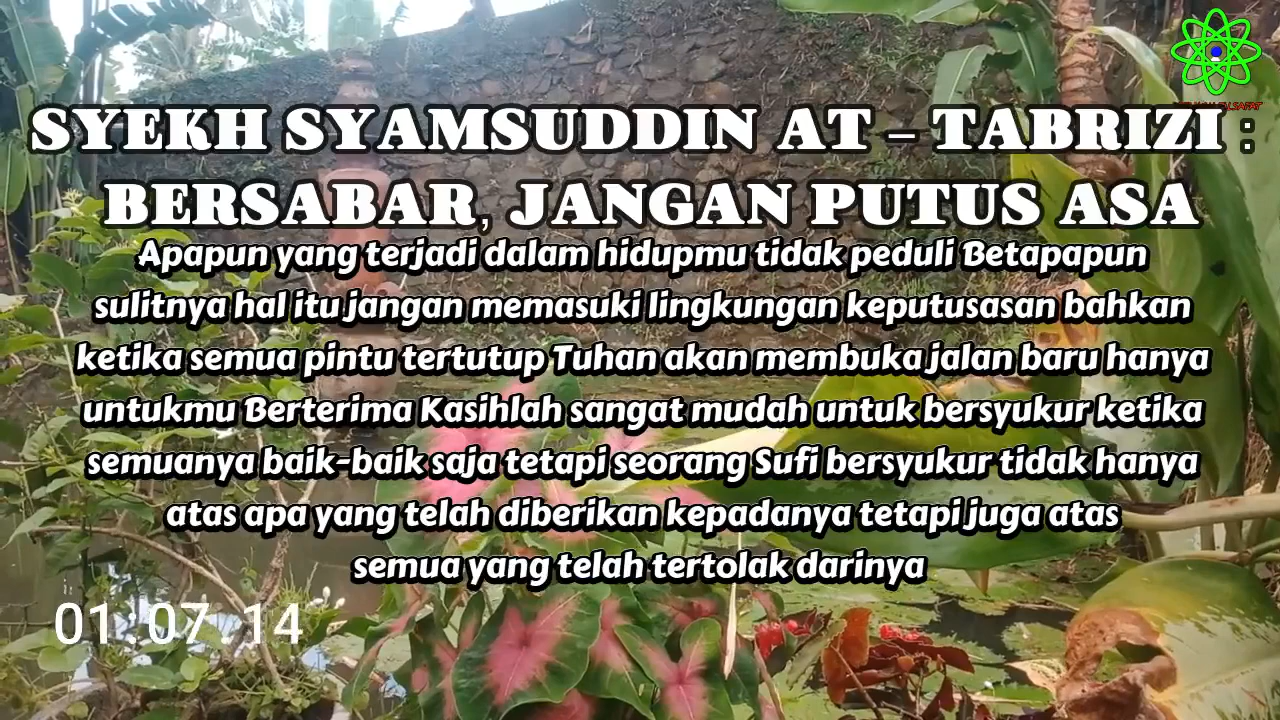 SYEKH SYAMSUDDIN AT – TABRIZI :
BERSABAR, JANGAN PUTUS ASA
Apapun yang terjadi dalam hidupmu tidak peduli Betapapun
sulitnya hal itu jangan memasuki lingkungan keputusasan bahkan
ketika semua pintu tertutup Tuhan akan membuka jalan baru hanya
untukmu Berterima Kasihlah sangat mudah untuk bersyukur ketika
semuanya baik-baik saja tetapi seorang Sufi bersyukur tidak hanya
atas apa yang telah diberikan kepadanya tetapi juga atas
semua yang telah tertolak darinya
01:07.14